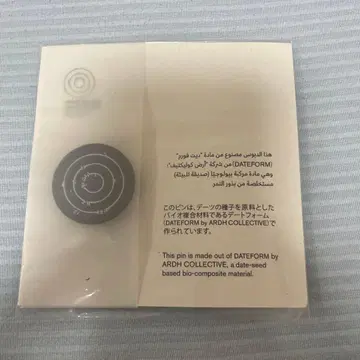 هذا الدبوس مصنوع من مادة "ديت فورم"
(DATEFORM) من شركة "أرض كوليكتيف"
وهي مادة مركبة بيولوجيًا (صديقة للبيئة)
مستخلصة من بذور التمر
このピンは、デーツの種子を原料とした
バイオ複合材料であるデートフォーム
(DATEFORM by ARDH COLLECTIVE)で
作られています。
This pin is made out of DATEFORM by
ARDH COLLECTIVE, a date-seed
based bio-composite material.